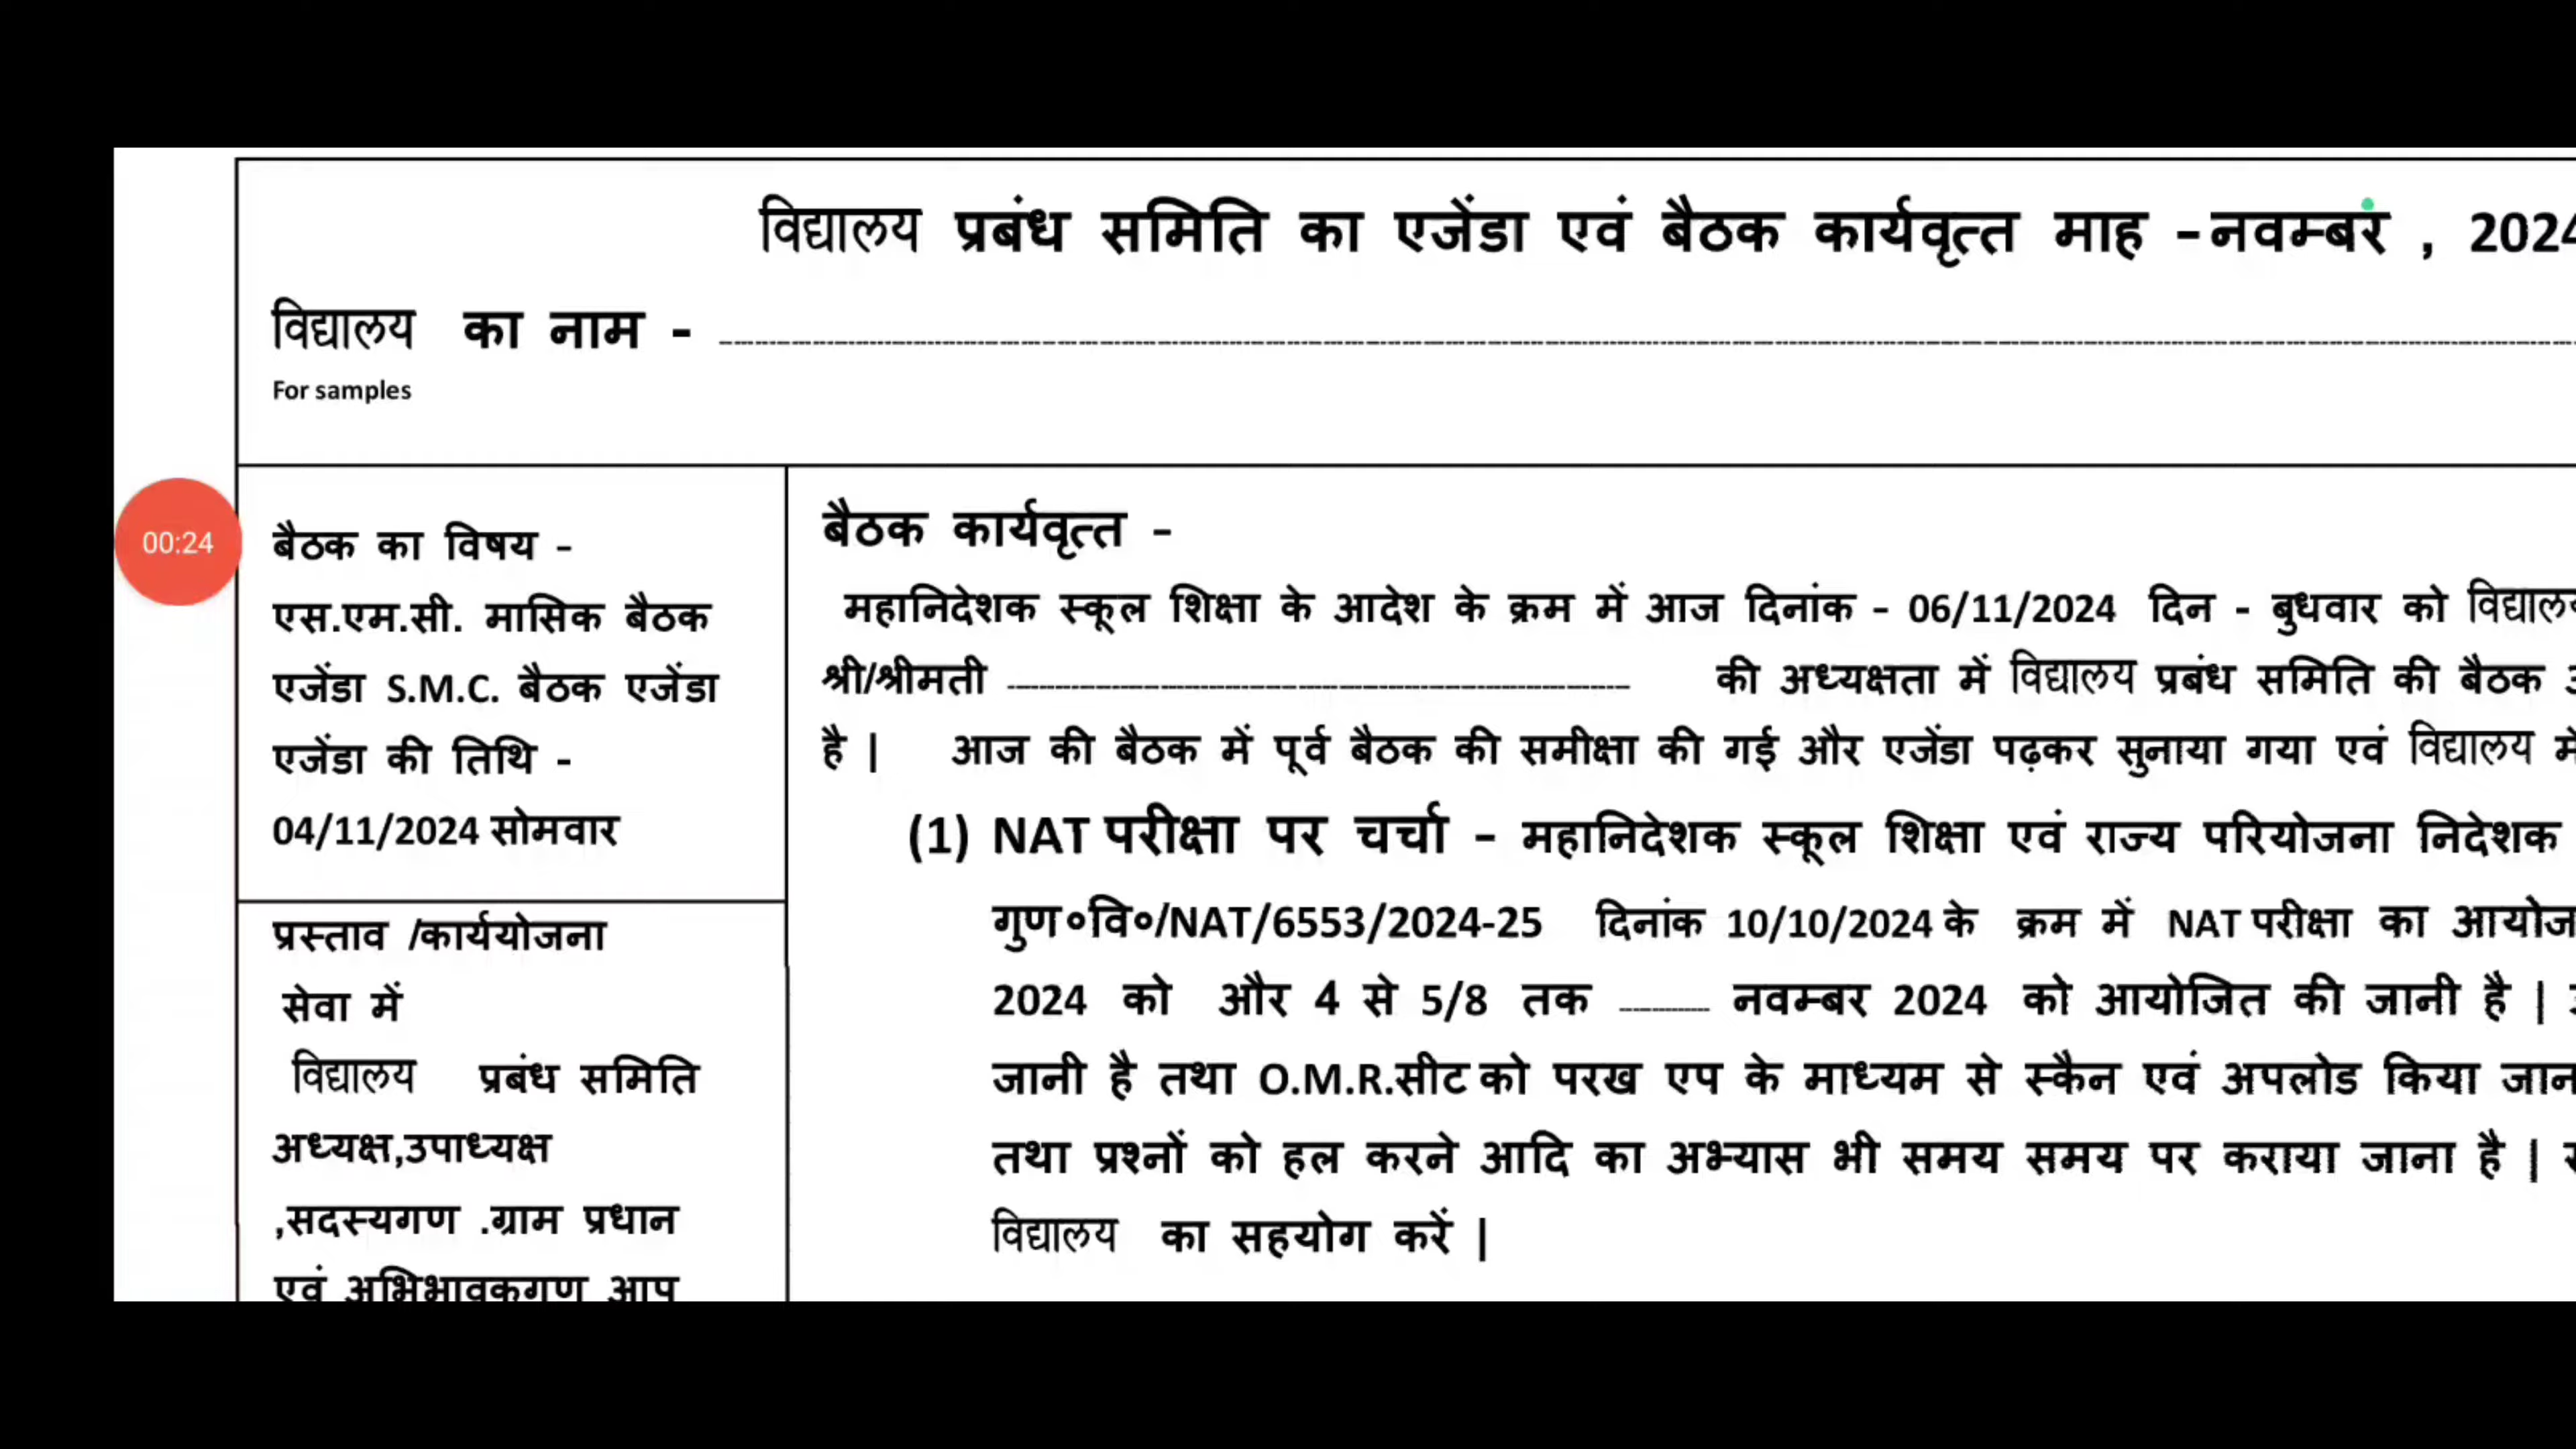 विद्यालय प्रबंध समिति का एजेंडा एवं बैठक कार्यवृत्त माह -नवम्बर , 2024
विद्यालय का नाम -
For samples
00:24
बैठक का विषय -
एस.एम.सी. मासिक बैठक
एजेंडा S.M.C. बैठक एजेंडा
एजेंडा की तिथि -
04/11/2024 सोमवार
प्रस्ताव /कार्ययोजना
सेवा में
विद्यालय प्रबंध समिति
अध्यक्ष,उपाध्यक्ष
,सदस्यगण .ग्राम प्रधान
एवं अभिभावकगण आप
बैठक कार्यवृत्त -
महानिदेशक स्कूल शिक्षा के आदेश के क्रम में आज दिनांक - 06/11/2024 दिन - बुधवार को
श्री/श्रीमती की अध्यक्षता में विद्यालय प्रबंध समिति की बैठक
है | आज की बैठक में पूर्व बैठक की समीक्षा की गई और एजेंडा पढ़कर सुनाया गया एवं विद्यालय में
(1) NAT परीक्षा पर चर्चा - महानिदेशक स्कूल शिक्षा एवं राज्य परियोजना निदेशक
गुण०वि०/NAT/6553/2024-25 दिनांक 10/10/2024 के क्रम में NAT परीक्षा का
2024 को और 4 से 5/8 तक नवम्बर 2024 को आयोजित की जानी है |
जानी है तथा O.M.R.सीट को परख एप के माध्यम से स्कैन एवं अपलोड किया
तथा प्रश्नों को हल करने आदि का अभ्यास भी समय समय पर कराया जाना है |
विद्यालय का सहयोग करें |